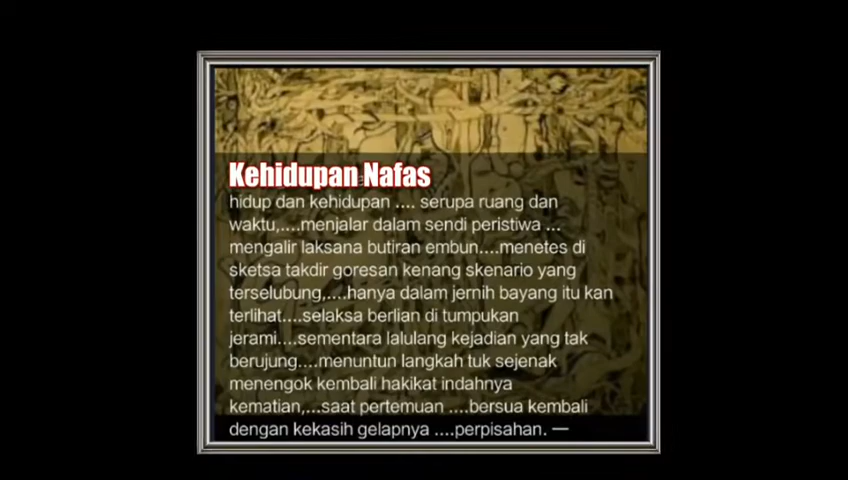 Kehidupan Nafas
hidup dan kehidupan .... serupa ruang dan
waktu,....menjalar dalam sendi peristiwa ...
mengalir laksana butiran embun....menetes di
sketsa takdir goresan kenang skenario yang
terselubung,....hanya dalam jernih bayang itu kan
terlihat....selaksa berlian di tumpukan
jerami....sementara lalulang kejadian yang tak
berujung....menuntun langkah tuk sejenak
menengok kembali hakikat indahnya
kematian,...saat pertemuan ....bersua kembali
dengan kekasih gelapnya ....perpisahan. —